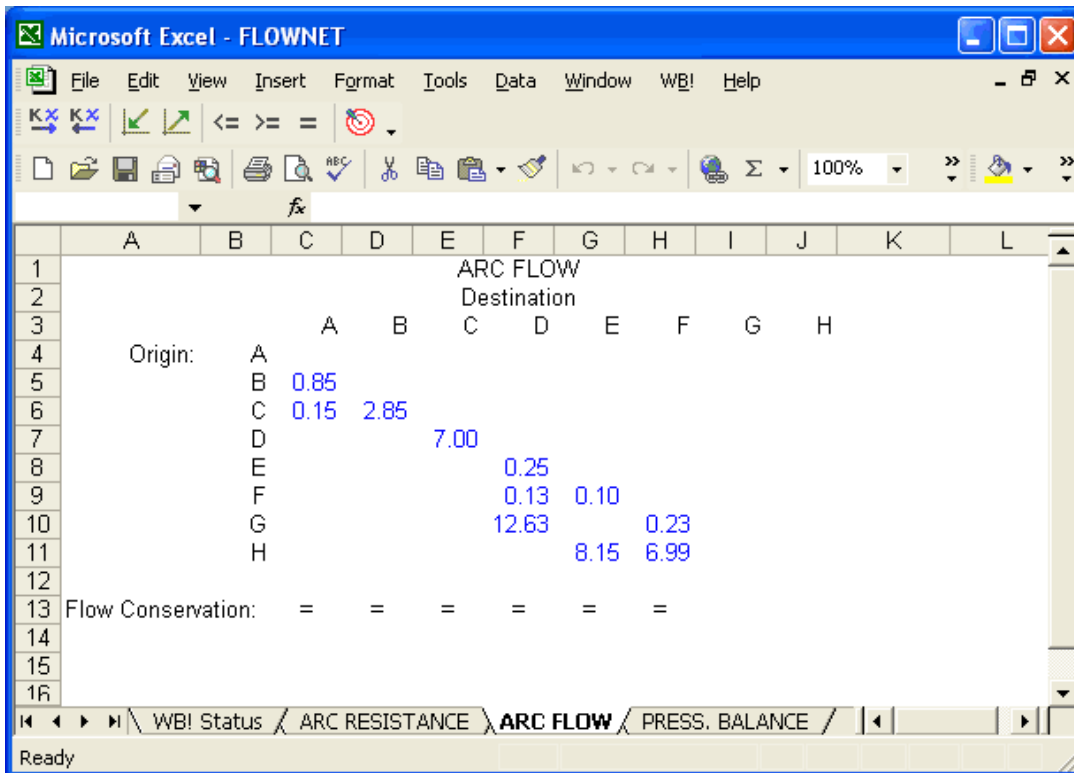 Microsoft Excel - FLOWNET
File Edit View Insert Format Tools Data Window WB! Help
<= >= =
ABC Σ 100%
fx
A B C D E F G H I J K L
1 ARC FLOW
2 Destination
3 A B C D E F G H
4 Origin: A
5 B 0.85
6 C 0.15 2.85
7 D 7.00
8 E 0.25
9 F 0.13 0.10
10 G 12.63 0.23
11 H 8.15 6.99
12
13 Flow Conservation: = = = = = =
14
15
16
WB! Status ARC RESISTANCE ARC FLOW PRESS. BALANCE
Ready